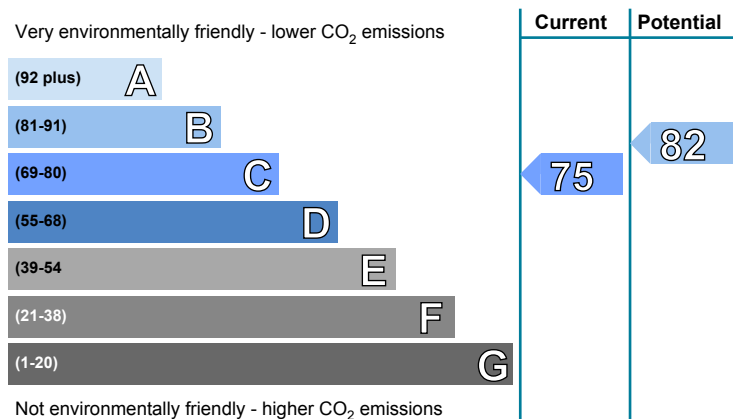 Very environmentally friendly - lower CO2 emissions
Current
Potential
(92 plus) A
(81-91) B
(69-80) C
(55-68) D
(39-54 E
(21-38) F
(1-20) G
75
82
Not environmentally friendly - higher CO2 emissions